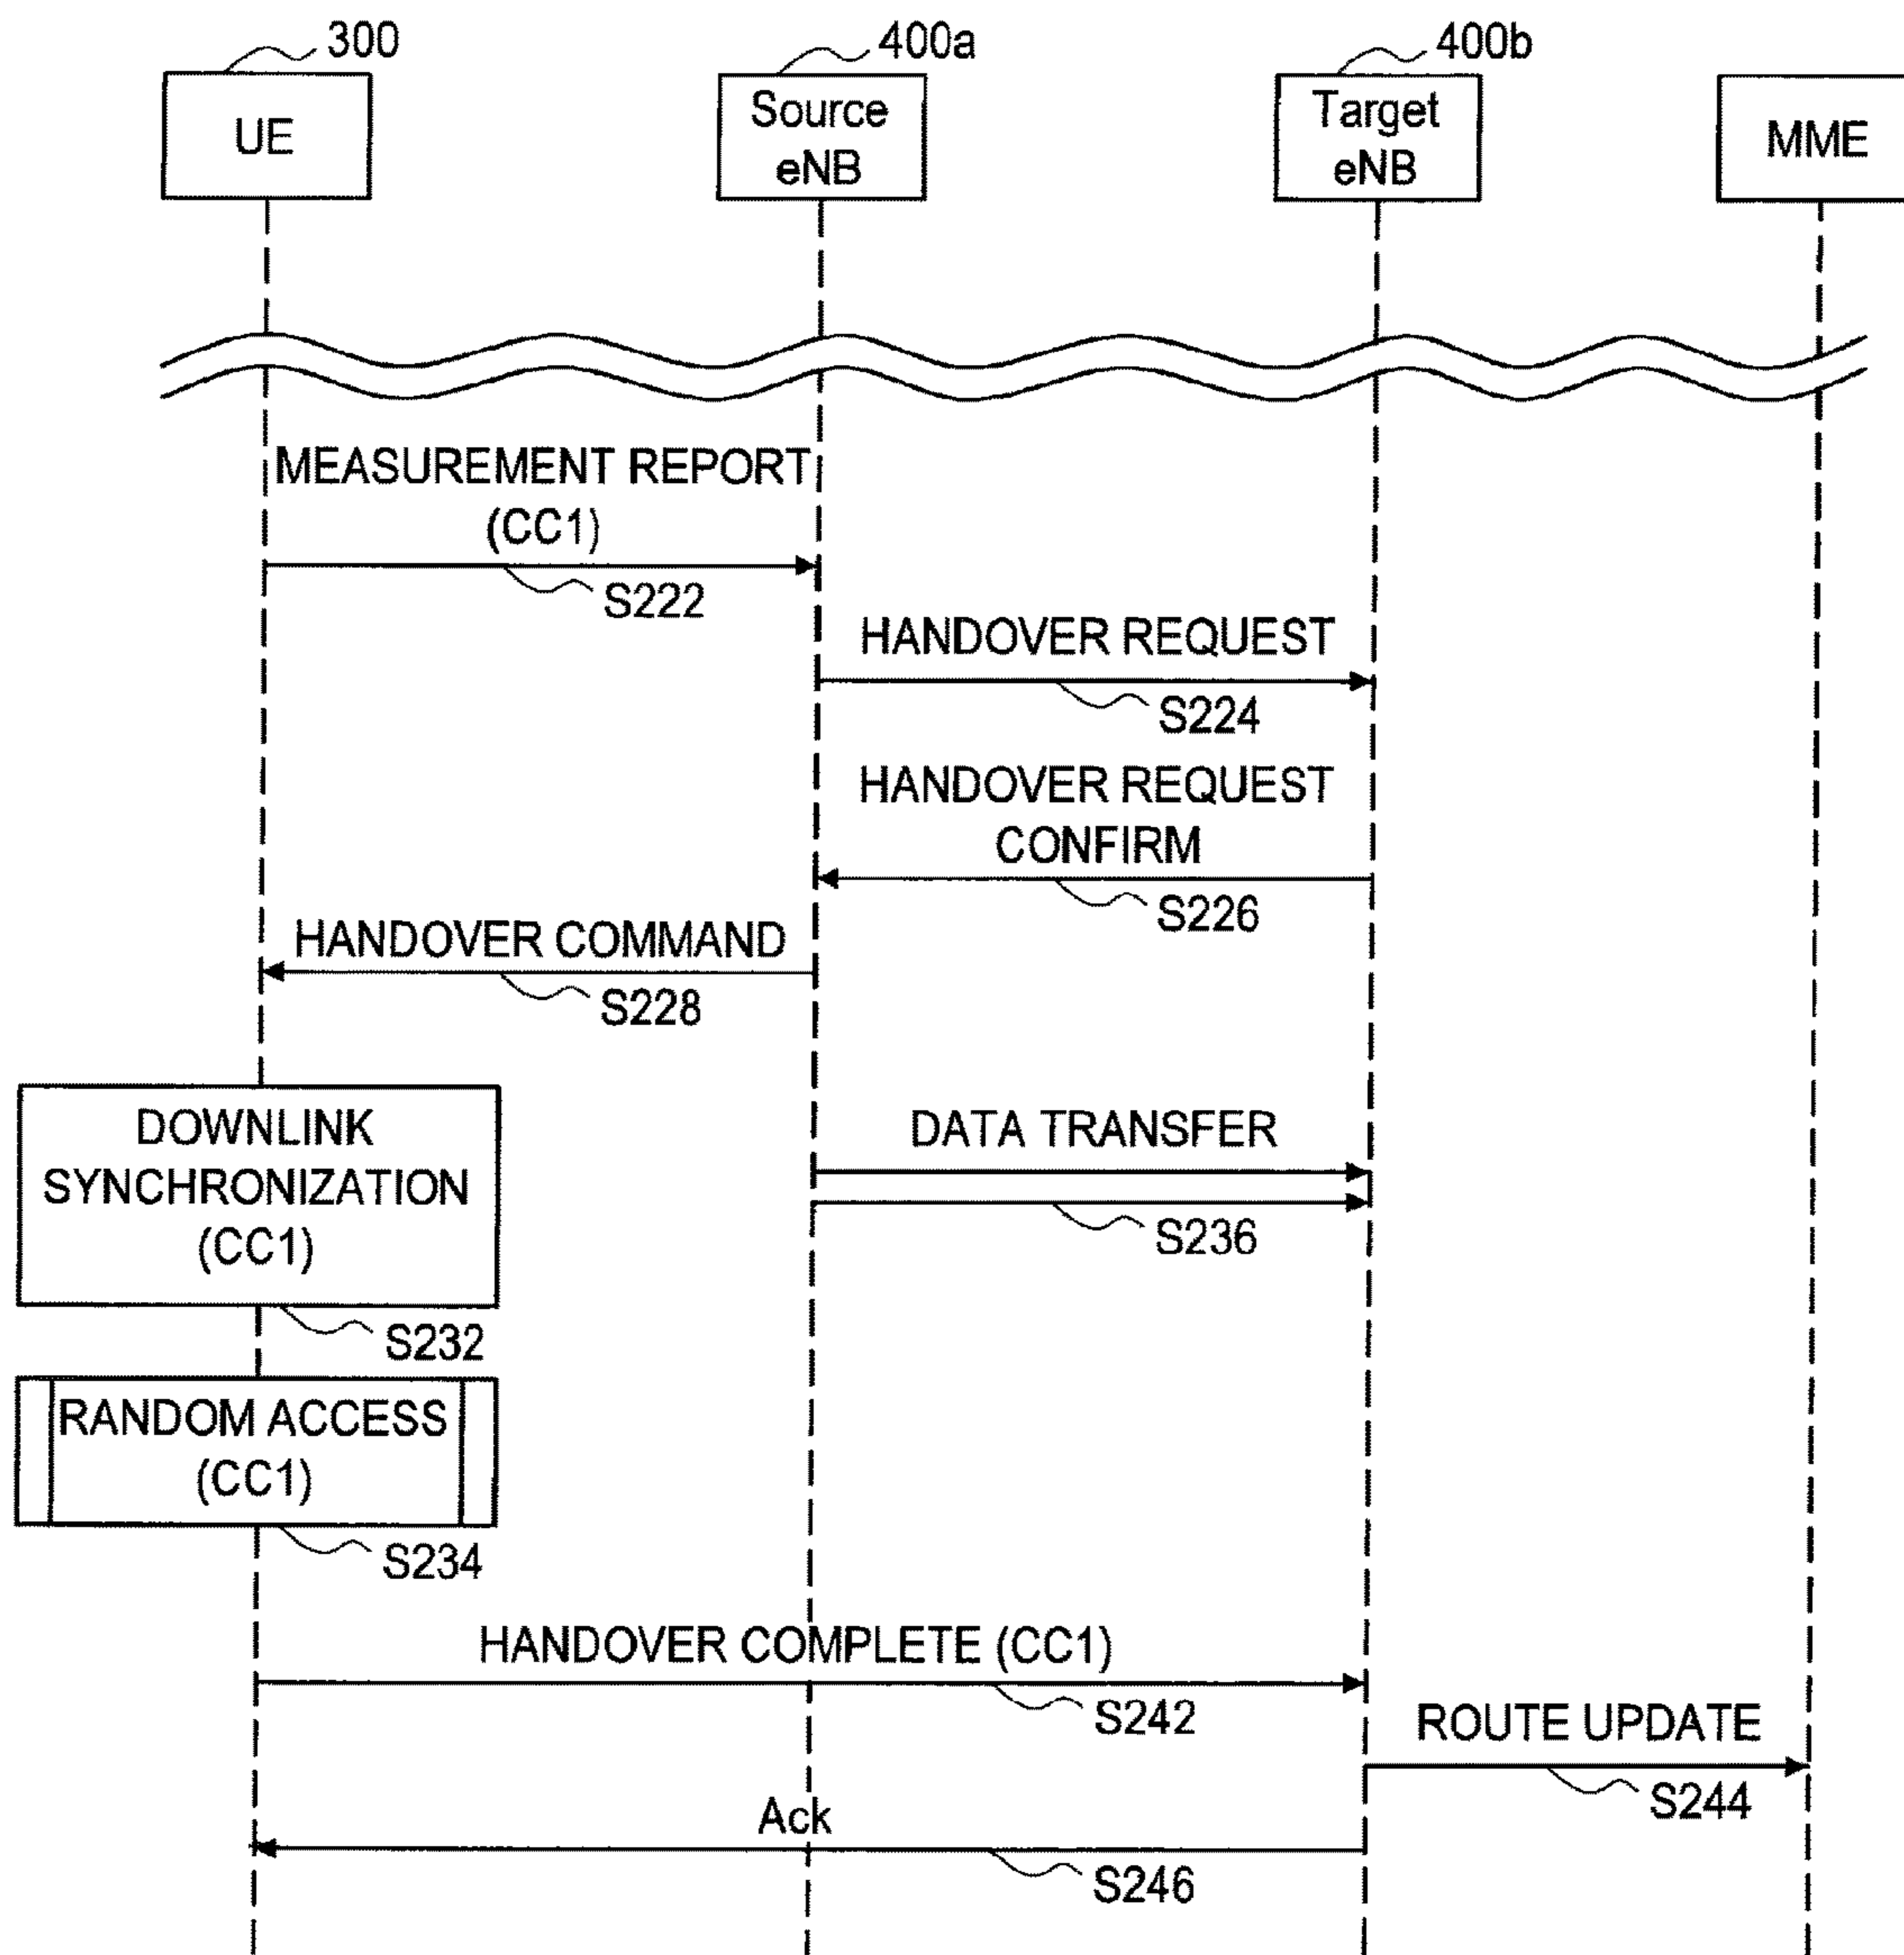 300
400a
400b
UE
Source
eNB
Target
eNB
MME
MEASUREMENT REPORT
(CC1)
S222
HANDOVER REQUEST
S224
HANDOVER REQUEST
CONFIRM
S226
HANDOVER COMMAND
S228
DOWNLINK
SYNCHRONIZATION
(CC1)
S232
DATA TRANSFER
S236
RANDOM ACCESS
(CC1)
S234
HANDOVER COMPLETE (CC1)
S242
ROUTE UPDATE
S244
Ack
S246